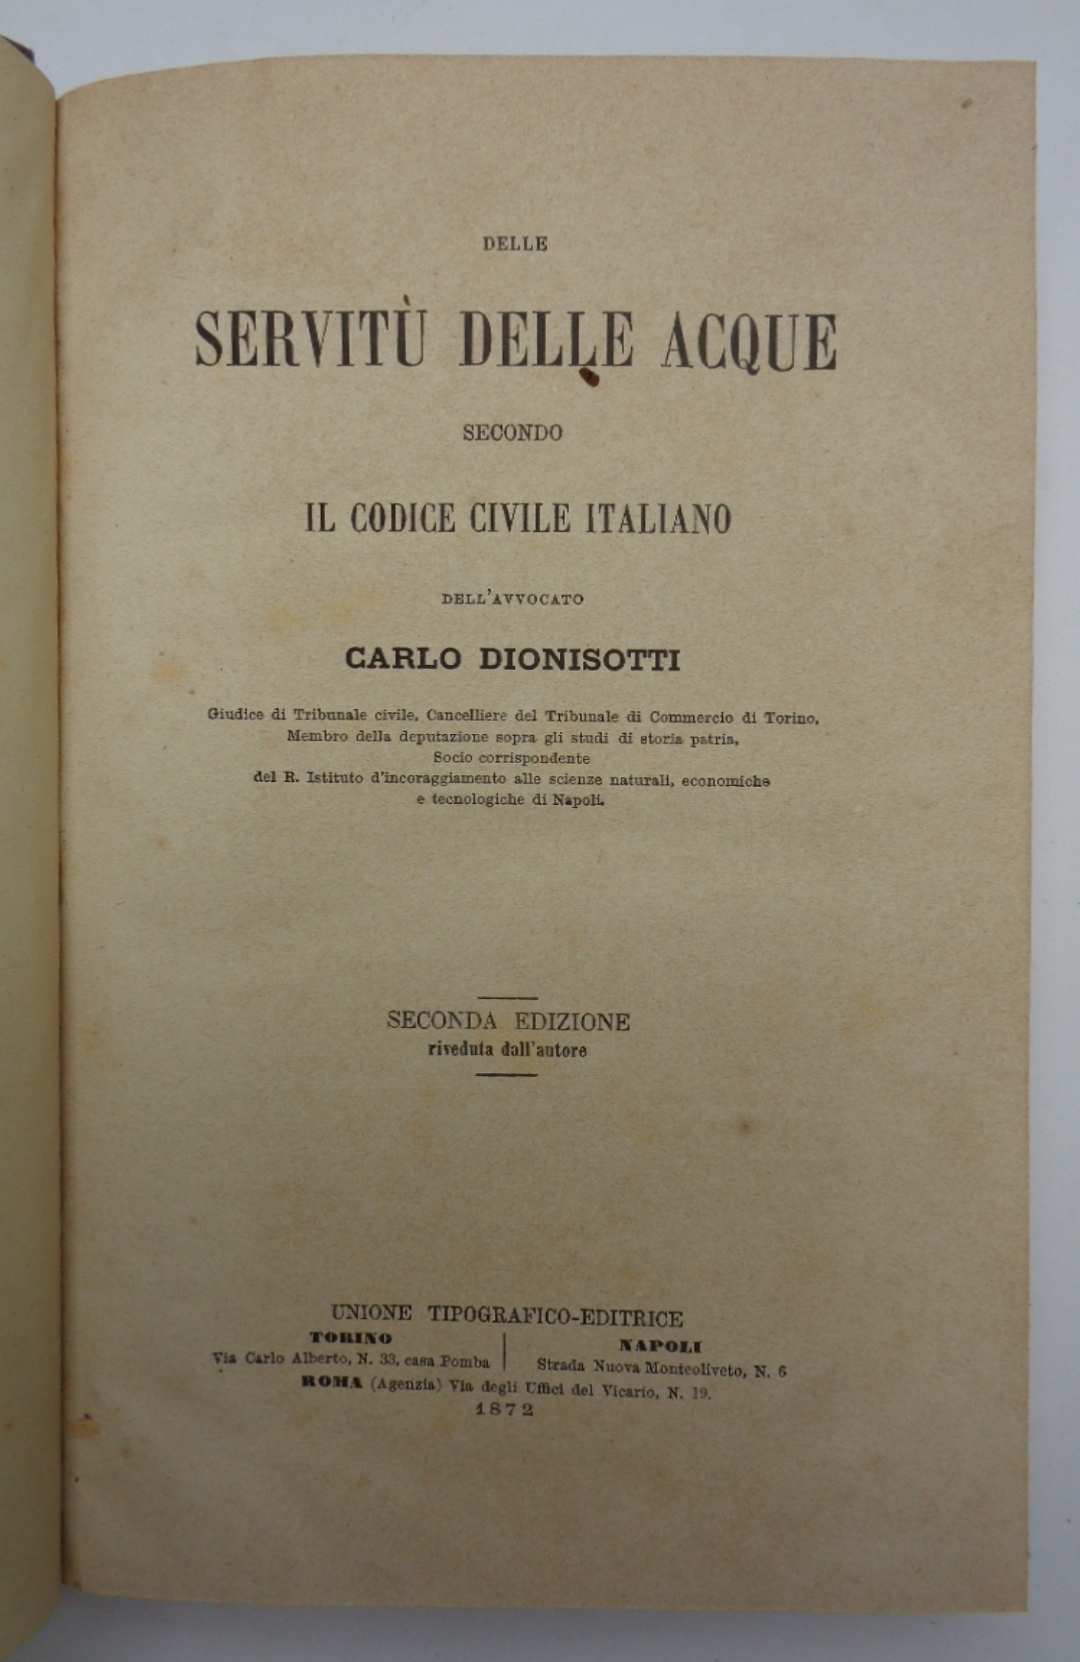 DELLE
SERVITÙ DELLE ACQUE
SECONDO
IL CODICE CIVILE ITALIANO
DELL'AVVOCATO
CARLO DIONISOTTI
Giudice di Tribunale civile, Cancelliere del Tribunale di Commercio di Torino,
Membro della deputazione sopra gli studi di storia patria,
Socio corrispondente
del R. Istituto d'incoraggiamento alle scienze naturali, economiche
e tecnologiche di Napoli.
SECONDA EDIZIONE
riveduta dall'autore
UNIONE TIPOGRAFICO-EDITRICE
TORINO
Via Carlo Alberto, N. 33, casa Pomba
NAPOLI
Strada Nuova Monteoliveto, N. 6
ROMA (Agenzia) Via degli Uffici del Vicario, N. 19.
1872